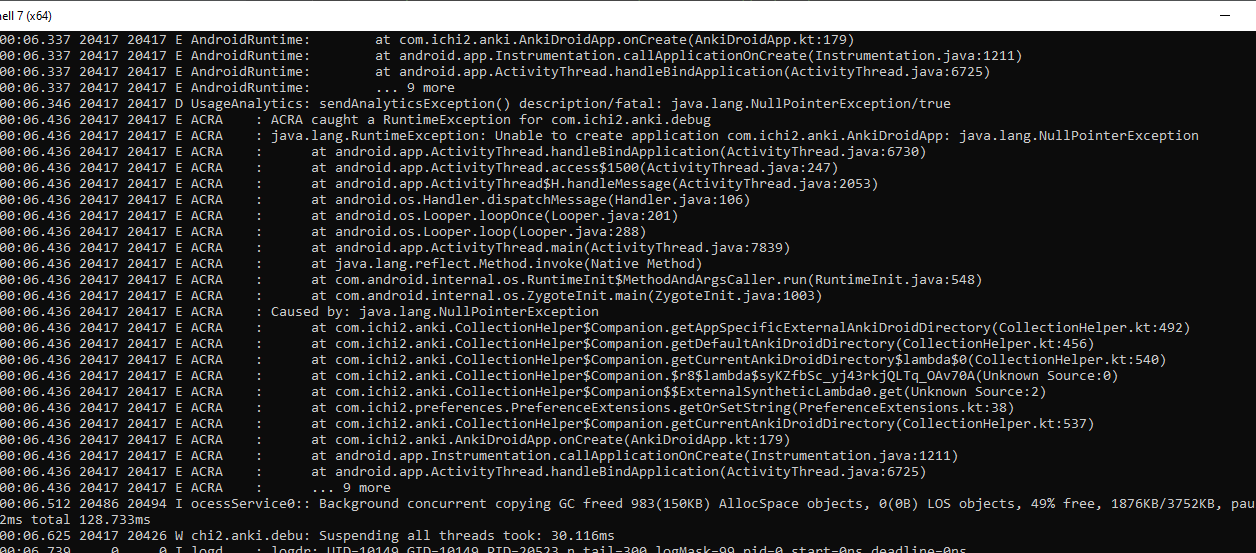 ell 7 (x64)
00:06.337 20417 20417 E AndroidRuntime:        at com.ichi2.anki.AnkiDroidApp.onCreate(AnkiDroidApp.kt:179)
00:06.337 20417 20417 E AndroidRuntime:        at android.app.Instrumentation.callApplicationOnCreate(Instrumentation.java:1211)
00:06.337 20417 20417 E AndroidRuntime:        at android.app.ActivityThread.handleBindApplication(ActivityThread.java:6725)
00:06.337 20417 20417 E AndroidRuntime:        ... 9 more
00:06.346 20417 20417 D UsageAnalytics: sendAnalyticsException() description/fatal: java.lang.NullPointerException/true
00:06.436 20417 20417 E ACRA    : ACRA caught a RuntimeException for com.ichi2.anki.debug
00:06.436 20417 20417 E ACRA    : java.lang.RuntimeException: Unable to create application com.ichi2.anki.AnkiDroidApp: java.lang.NullPointerException
00:06.436 20417 20417 E ACRA    :      at android.app.ActivityThread.handleBindApplication(ActivityThread.java:6730)
00:06.436 20417 20417 E ACRA    :      at android.app.ActivityThread.access$1500(ActivityThread.java:247)
00:06.436 20417 20417 E ACRA    :      at android.app.ActivityThread$H.handleMessage(ActivityThread.java:2053)
00:06.436 20417 20417 E ACRA    :      at android.os.Handler.dispatchMessage(Handler.java:106)
00:06.436 20417 20417 E ACRA    :      at android.os.Looper.loopOnce(Looper.java:201)
00:06.436 20417 20417 E ACRA    :      at android.os.Looper.loop(Looper.java:288)
00:06.436 20417 20417 E ACRA    :      at android.app.ActivityThread.main(ActivityThread.java:7839)
00:06.436 20417 20417 E ACRA    :      at java.lang.reflect.Method.invoke(Native Method)
00:06.436 20417 20417 E ACRA    :      at com.android.internal.os.RuntimeInit$MethodAndArgsCaller.run(RuntimeInit.java:548)
00:06.436 20417 20417 E ACRA    :      at com.android.internal.os.ZygoteInit.main(ZygoteInit.java:1003)
00:06.436 20417 20417 E ACRA    : Caused by: java.lang.NullPointerException
00:06.436 20417 20417 E ACRA    :      at com.ichi2.anki.CollectionHelper$Companion.getAppSpecificExternalAnkiDroidDirectory(CollectionHelper.kt:492)
00:06.436 20417 20417 E ACRA    :      at com.ichi2.anki.CollectionHelper$Companion.getDefaultAnkiDroidDirectory(CollectionHelper.kt:456)
00:06.436 20417 20417 E ACRA    :      at com.ichi2.anki.CollectionHelper$Companion.getCurrentAnkiDroidDirectory$lambda$0(CollectionHelper.kt:540)
00:06.436 20417 20417 E ACRA    :      at com.ichi2.anki.CollectionHelper$Companion.$r8$lambda$syKZfbSc_yj43rkjQLTq_OAv70A(Unknown Source:0)
00:06.436 20417 20417 E ACRA    :      at com.ichi2.anki.CollectionHelper$Companion$$ExternalSyntheticLambda0.get(Unknown Source:2)
00:06.436 20417 20417 E ACRA    :      at com.ichi2.preferences.PreferenceExtensions.getOrSetString(PreferenceExtensions.kt:38)
00:06.436 20417 20417 E ACRA    :      at com.ichi2.anki.CollectionHelper$Companion.getCurrentAnkiDroidDirectory(CollectionHelper.kt:537)
00:06.436 20417 20417 E ACRA    :      at com.ichi2.anki.AnkiDroidApp.onCreate(AnkiDroidApp.kt:179)
00:06.436 20417 20417 E ACRA    :      at android.app.Instrumentation.callApplicationOnCreate(Instrumentation.java:1211)
00:06.436 20417 20417 E ACRA    :      at android.app.ActivityThread.handleBindApplication(ActivityThread.java:6725)
00:06.436 20417 20417 E ACRA    :      ... 9 more
00:06.512 20486 20494 I ocessService0:: Background concurrent copying GC freed 983(150KB) AllocSpace objects, 0(0B) LOS objects, 49% free, 1876KB/3752KB, pau
2ms total 128.733ms
00:06.625 20417 20426 W chi2.anki.debu: Suspending all threads took: 30.116ms
00:06.739     0     0 I logd    : logdr: UID=10149 GID=10149 PID=20523 n tail=300 logMask=99 pid=0 start=0ns deadline=0ns